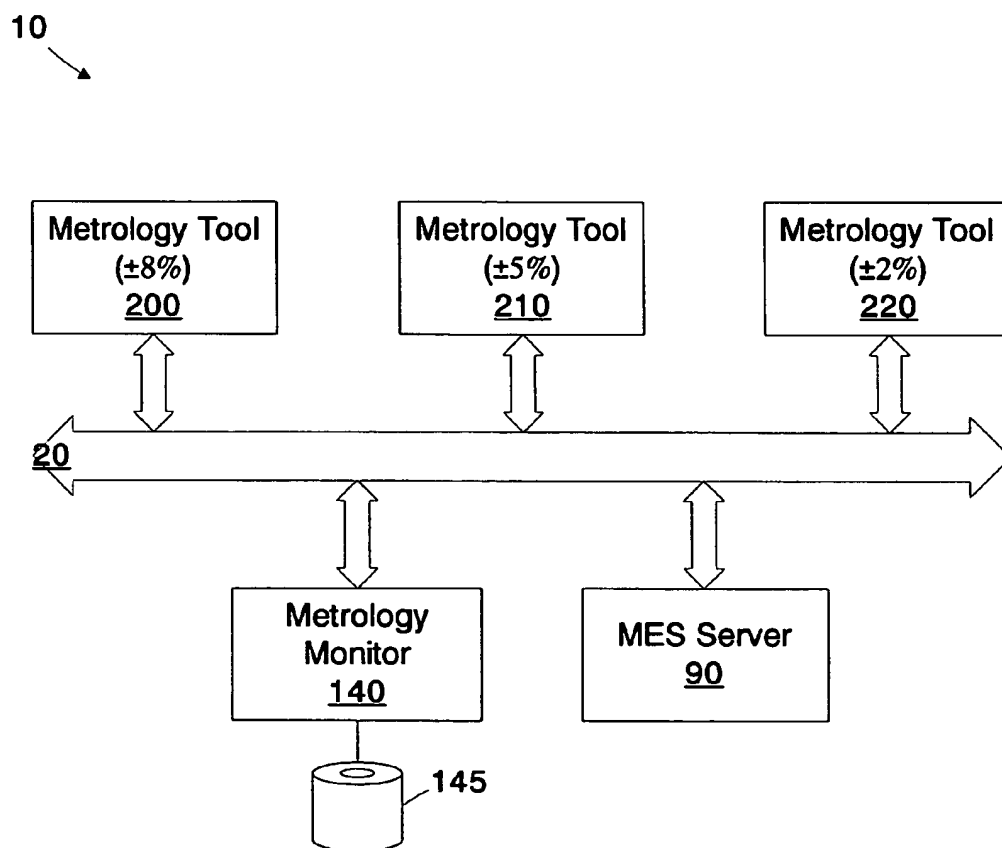 10
Metrology Tool
(±8%)
200
Metrology Tool
(±5%)
210
Metrology Tool
(±2%)
220
20
Metrology
Monitor
140
MES Server
90
145